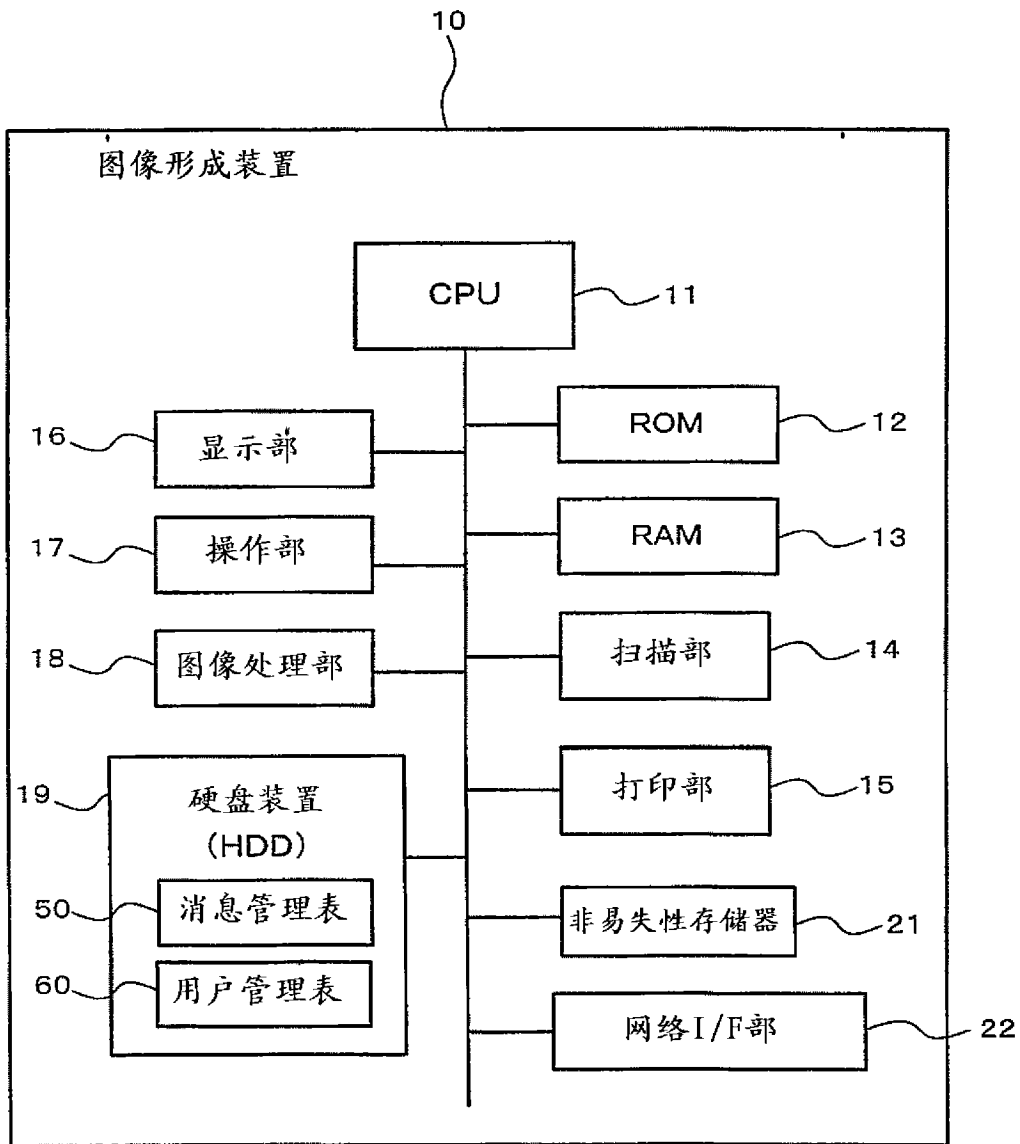 10
图像形成装置
CPU
11
16
显示部
ROM
12
17
操作部
RAM
13
18
图像处理部
扫描部
14
19
硬盘装置
(HDD)
打印部
15
50
消息管理表
非易失性存储器
21
60
用户管理表
网络I/F部
22